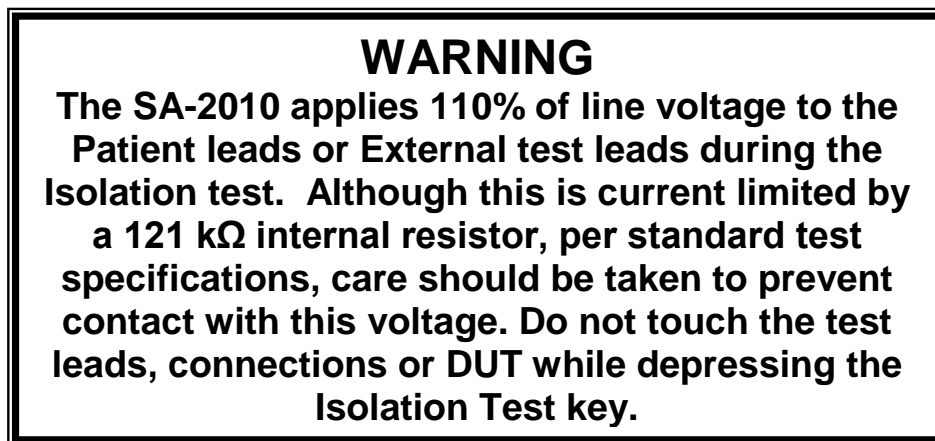 WARNING
The SA-2010 applies 110% of line voltage to the
Patient leads or External test leads during the
Isolation test.  Although this is current limited by
a 121 kΩ internal resistor, per standard test
specifications, care should be taken to prevent
contact with this voltage. Do not touch the test
leads, connections or DUT while depressing the
Isolation Test key.